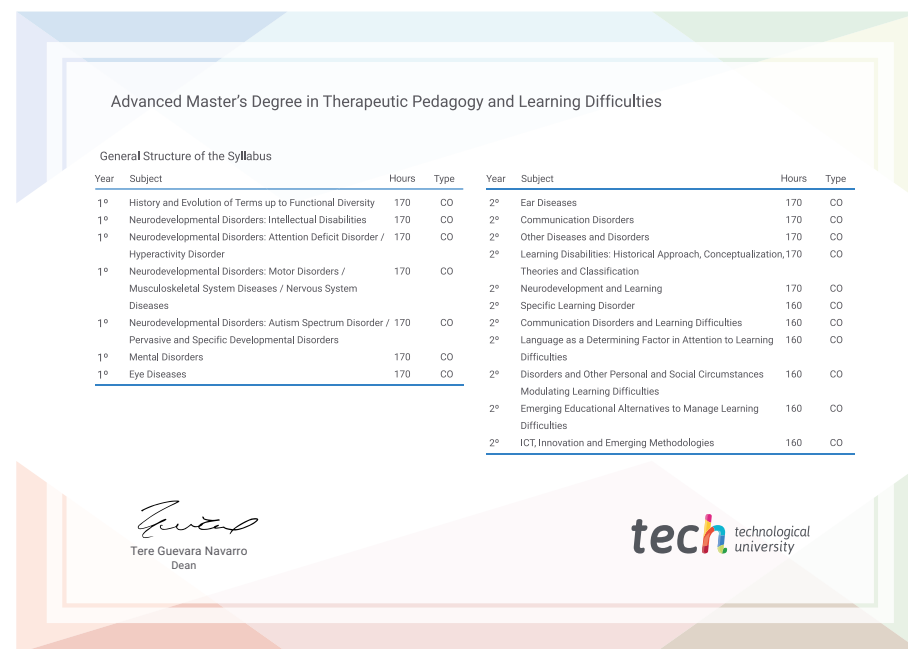 Advanced Master's Degree in Therapeutic Pedagogy and Learning Difficulties
General Structure of the Syllabus
Year Subject Hours Type
1º History and Evolution of Terms up to Functional Diversity 170 CO
1º Neurodevelopmental Disorders: Intellectual Disabilities 170 CO
1º Neurodevelopmental Disorders: Attention Deficit Disorder / 170 CO
Hyperactivity Disorder
1º Neurodevelopmental Disorders: Motor Disorders / 170 CO
Musculoskeletal System Diseases / Nervous System
Diseases
1º Neurodevelopmental Disorders: Autism Spectrum Disorder / 170 CO
Pervasive and Specific Developmental Disorders
1º Mental Disorders 170 CO
1º Eye Diseases 170 CO
Year Subject Hours Type
2º Ear Diseases 170 CO
2º Communication Disorders 170 CO
2º Other Diseases and Disorders 170 CO
2º Learning Disabilities: Historical Approach, Conceptualization, 170 CO
Theories and Classification
2º Neurodevelopment and Learning 170 CO
2º Specific Learning Disorder 160 CO
2º Communication Disorders and Learning Difficulties 160 CO
2º Language as a Determining Factor in Attention to Learning 160 CO
Difficulties
2º Disorders and Other Personal and Social Circumstances 160 CO
Modulating Learning Difficulties
2º Emerging Educational Alternatives to Manage Learning 160 CO
Difficulties
2º ICT, Innovation and Emerging Methodologies 160 CO
Tere Guevara Navarro
Dean
tech technological
university